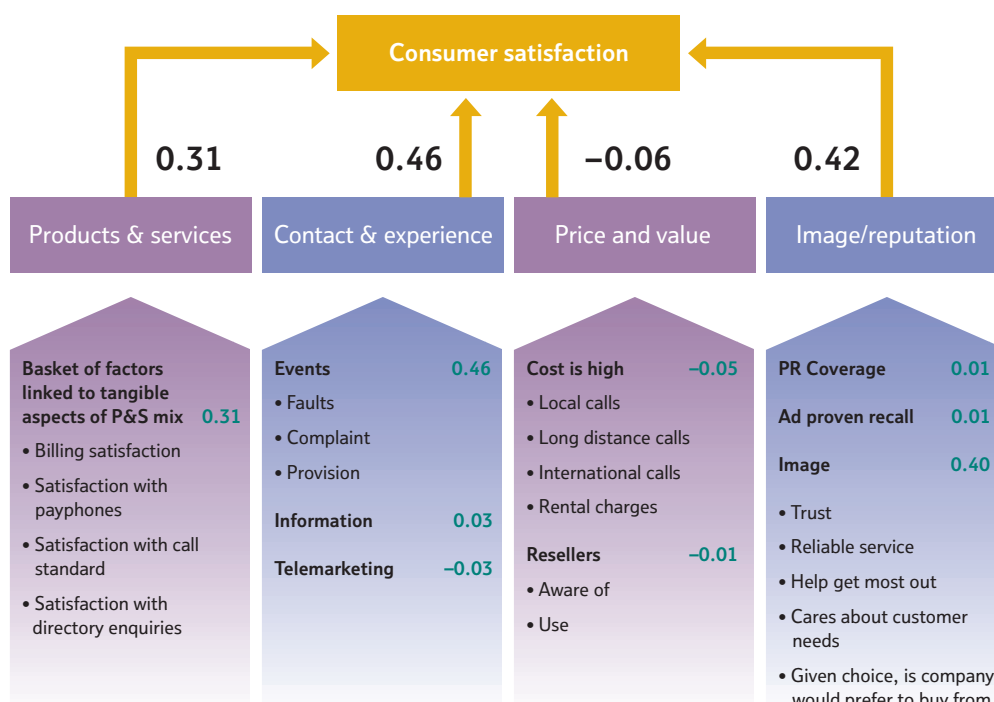 Consumer satisfaction
0.31
0.46
–0.06
0.42
Products & services
Contact & experience
Price and value
Image/reputation
Basket of factors
linked to tangible
aspects of P&S mix 0.31
• Billing satisfaction
• Satisfaction with
payphones
• Satisfaction with call
standard
• Satisfaction with
directory enquiries
Events 0.46
• Faults
• Complaint
• Provision
Information 0.03
Telemarketing –0.03
Cost is high –0.05
• Local calls
• Long distance calls
• International calls
• Rental charges
Resellers –0.01
• Aware of
• Use
PR Coverage 0.01
Ad proven recall 0.01
Image 0.40
• Trust
• Reliable service
• Help get most out
• Cares about customer
needs
• Given choice, is company
would prefer to buy from